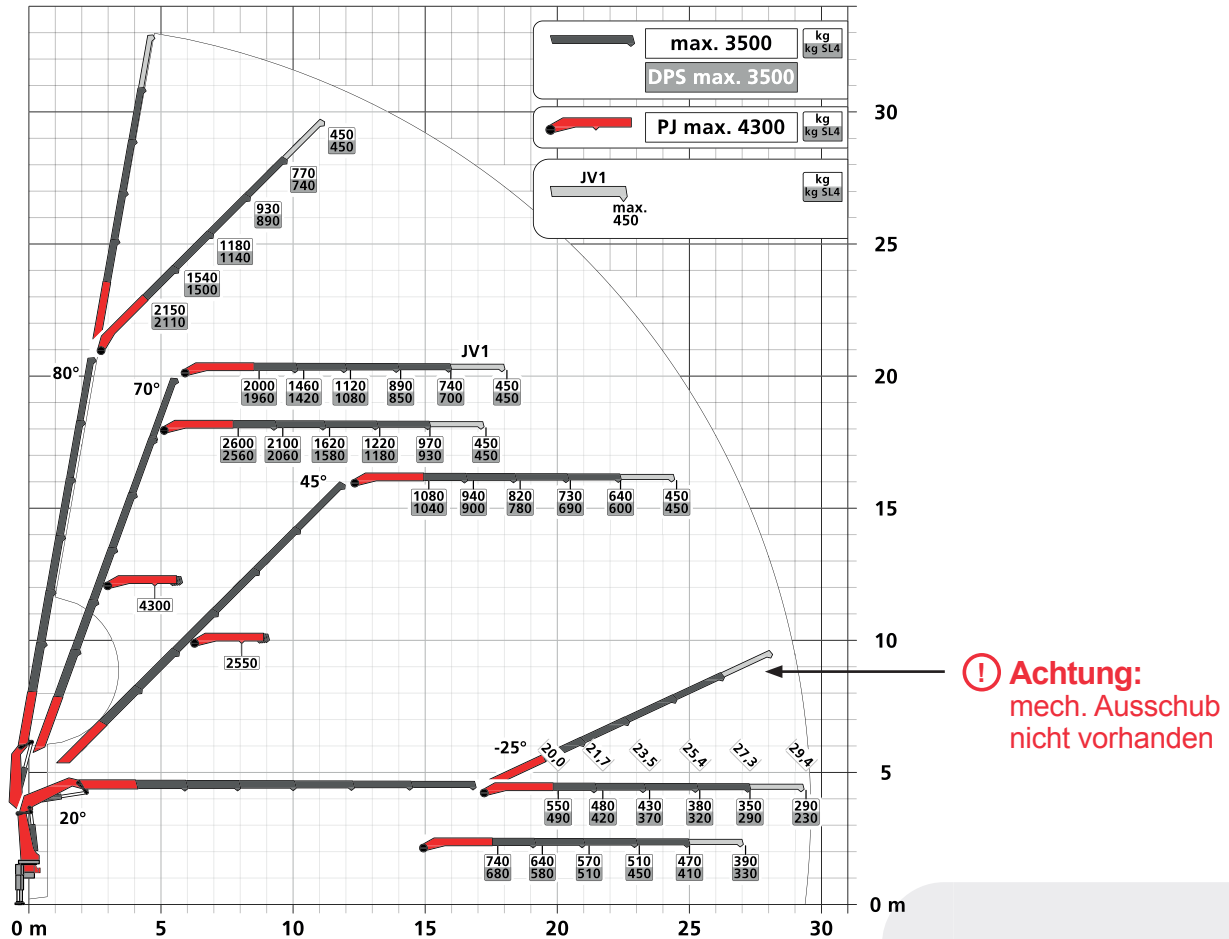 max. 3500
kg
kg SL4
DPS max. 3500
PJ max. 4300
kg
kg SL4
JV1
kg
kg SL4
max.
450
30
450
450
770
740
930
890
25
1180
1140
1540
1500
2150
2110
JV1
80°
70°
20
2000 1460 1120 890 740 450
1960 1420 1080 850 700 450
2600 2100 1620 1220 970 450
2560 2060 1580 1180 930 450
45°
1080 940 820 730 640 450
1040 900 780 690 600 450
15
4300
10
2550
! Achtung:
mech. Ausschub
nicht vorhanden
-25°
20,0 21,7 23,5 25,4 27,3 29,4
5
550 480 430 380 350 290
490 420 370 320 290 230
20°
740 640 570 510 470 390
680 580 510 450 410 330
0 m
0 m 5 10 15 20 25 30